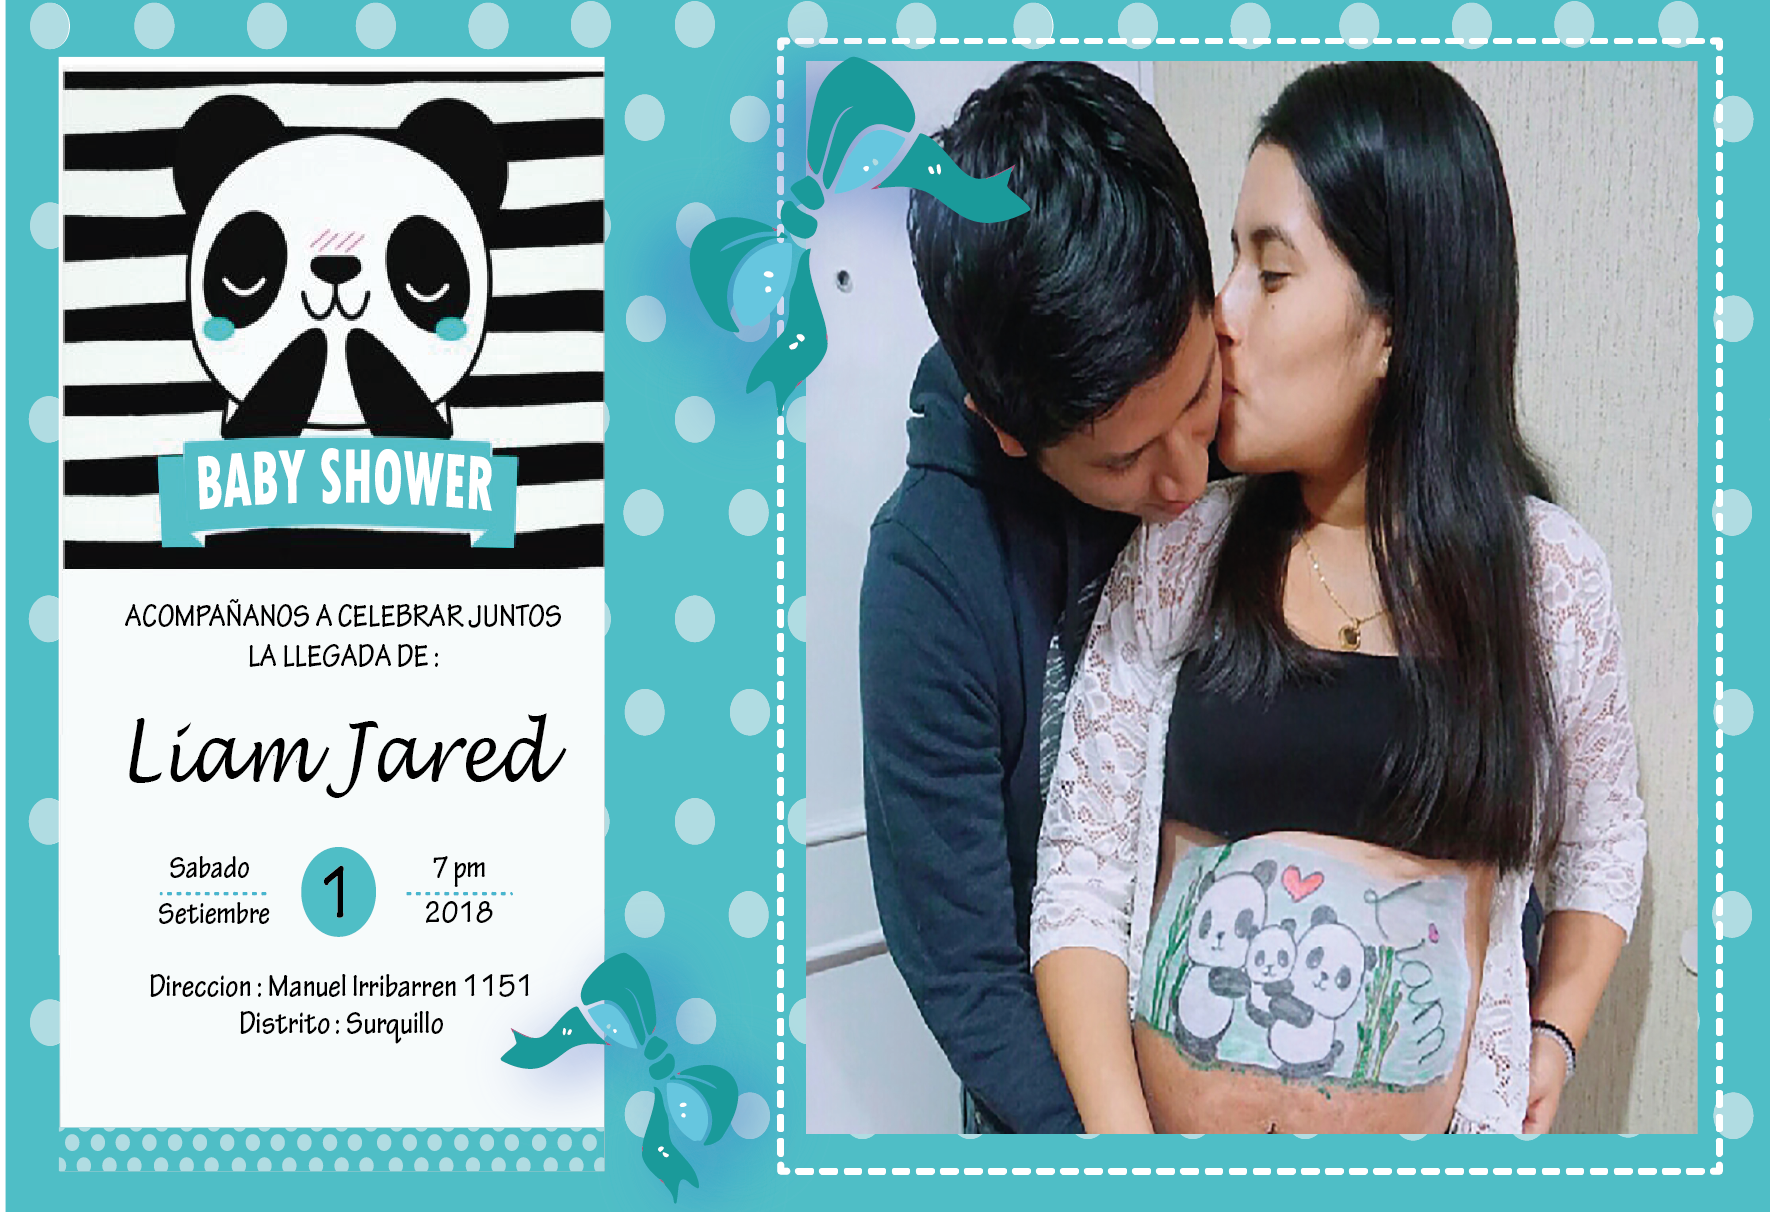 BABY SHOWER
ACOMPAÑANOS A CELEBRAR JUNTOS
LA LLEGADA DE :
Liam Jared
Sabado
Setiembre
1
7 pm
2018
Direccion : Manuel Irribarren 1151
Distrito : Surquillo
Liam